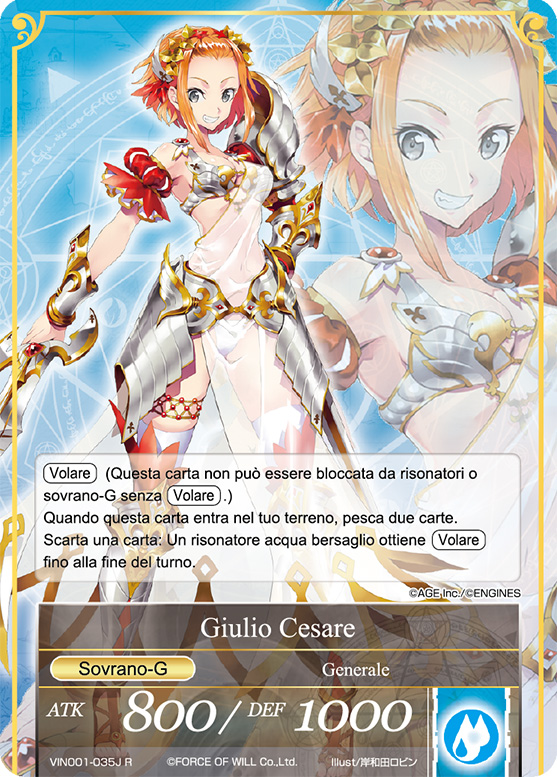 Volare (Questa carta non può essere bloccata da risonatori o
sovrano-G senza Volare.)
Quando questa carta entra nel tuo terreno, pesca due carte.
Scarta una carta: Un risonatore acqua bersaglio ottiene Volare
fino alla fine del turno.
©AGE Inc./©ENGINES
Giulio Cesare
Sovrano-G Generale
ATK 800/ DEF 1000
VIN001-035J R ©FORCE OF WILL Co.,Ltd. Illust/岸和田ロビン